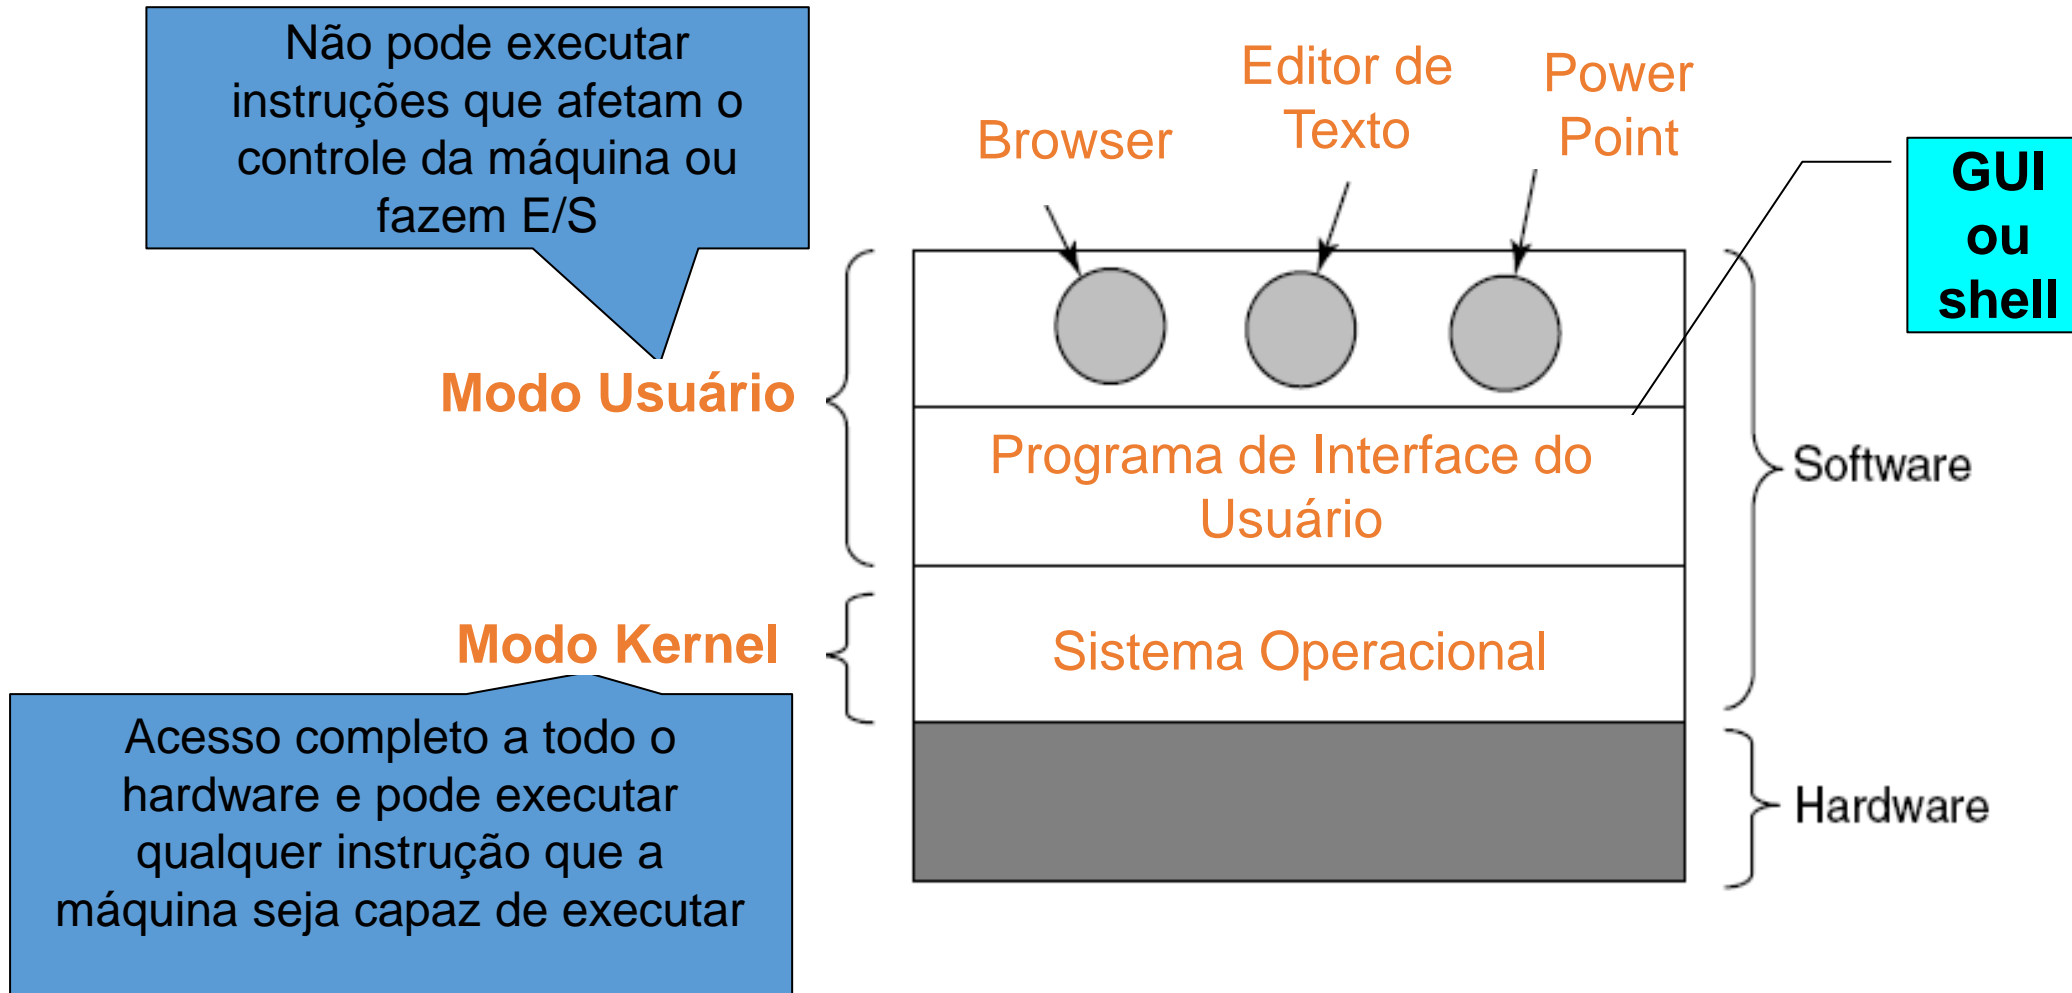 Não pode executar
instruções que afetam o
controle da máquina ou
fazem E/S
Browser
Editor de
Texto
Power
Point
GUI
ou
shell
Modo Usuário
Programa de Interface do
Usuário
Software
Modo Kernel
Sistema Operacional
Acesso completo a todo o
hardware e pode executar
qualquer instrução que a
máquina seja capaz de executar
Hardware